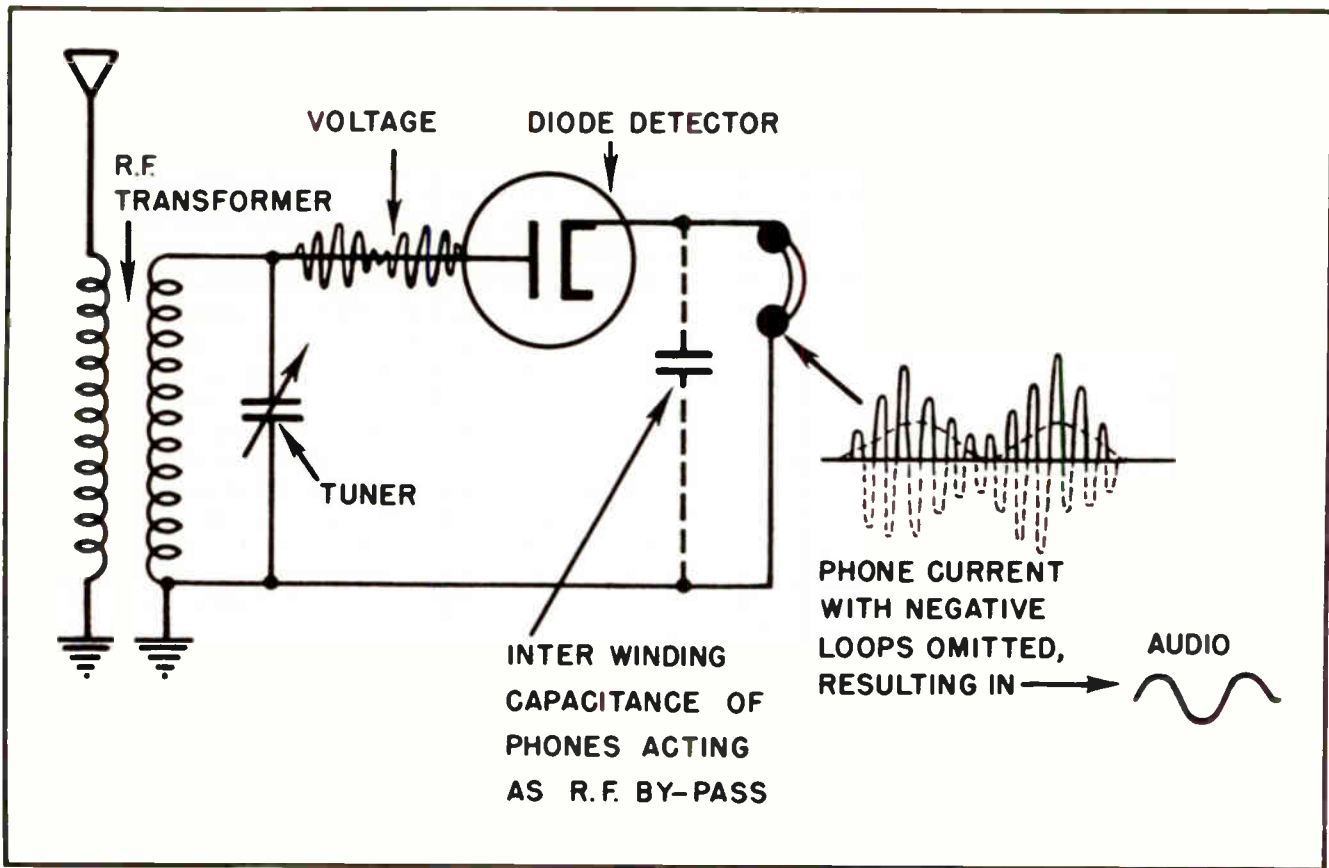 VOLTAGE
DIODE DETECTOR
R.F.
TRANSFORMER
TUNER
INTER WINDING
CAPACITANCE OF
PHONES ACTING
AS R.F. BY-PASS
PHONE CURRENT
WITH NEGATIVE
LOOPS OMITTED,
RESULTING IN
AUDIO